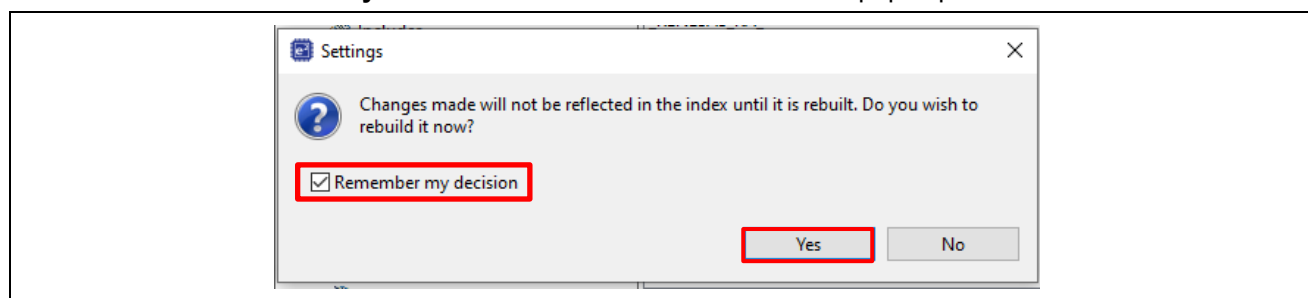 Settings
Changes made will not be reflected in the index until it is rebuilt. Do you wish to
rebuild it now?
Remember my decision
Yes
No